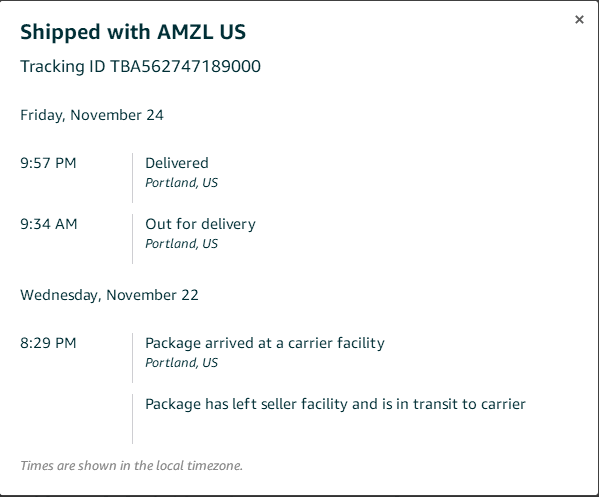 Shipped with AMZL US
×
Tracking ID TBA562747189000
Friday, November 24
9:57 PM
Delivered
Portland, US
9:34 AM
Out for delivery
Portland, US
Wednesday, November 22
8:29 PM
Package arrived at a carrier facility
Portland, US
Package has left seller facility and is in transit to carrier
Times are shown in the local timezone.